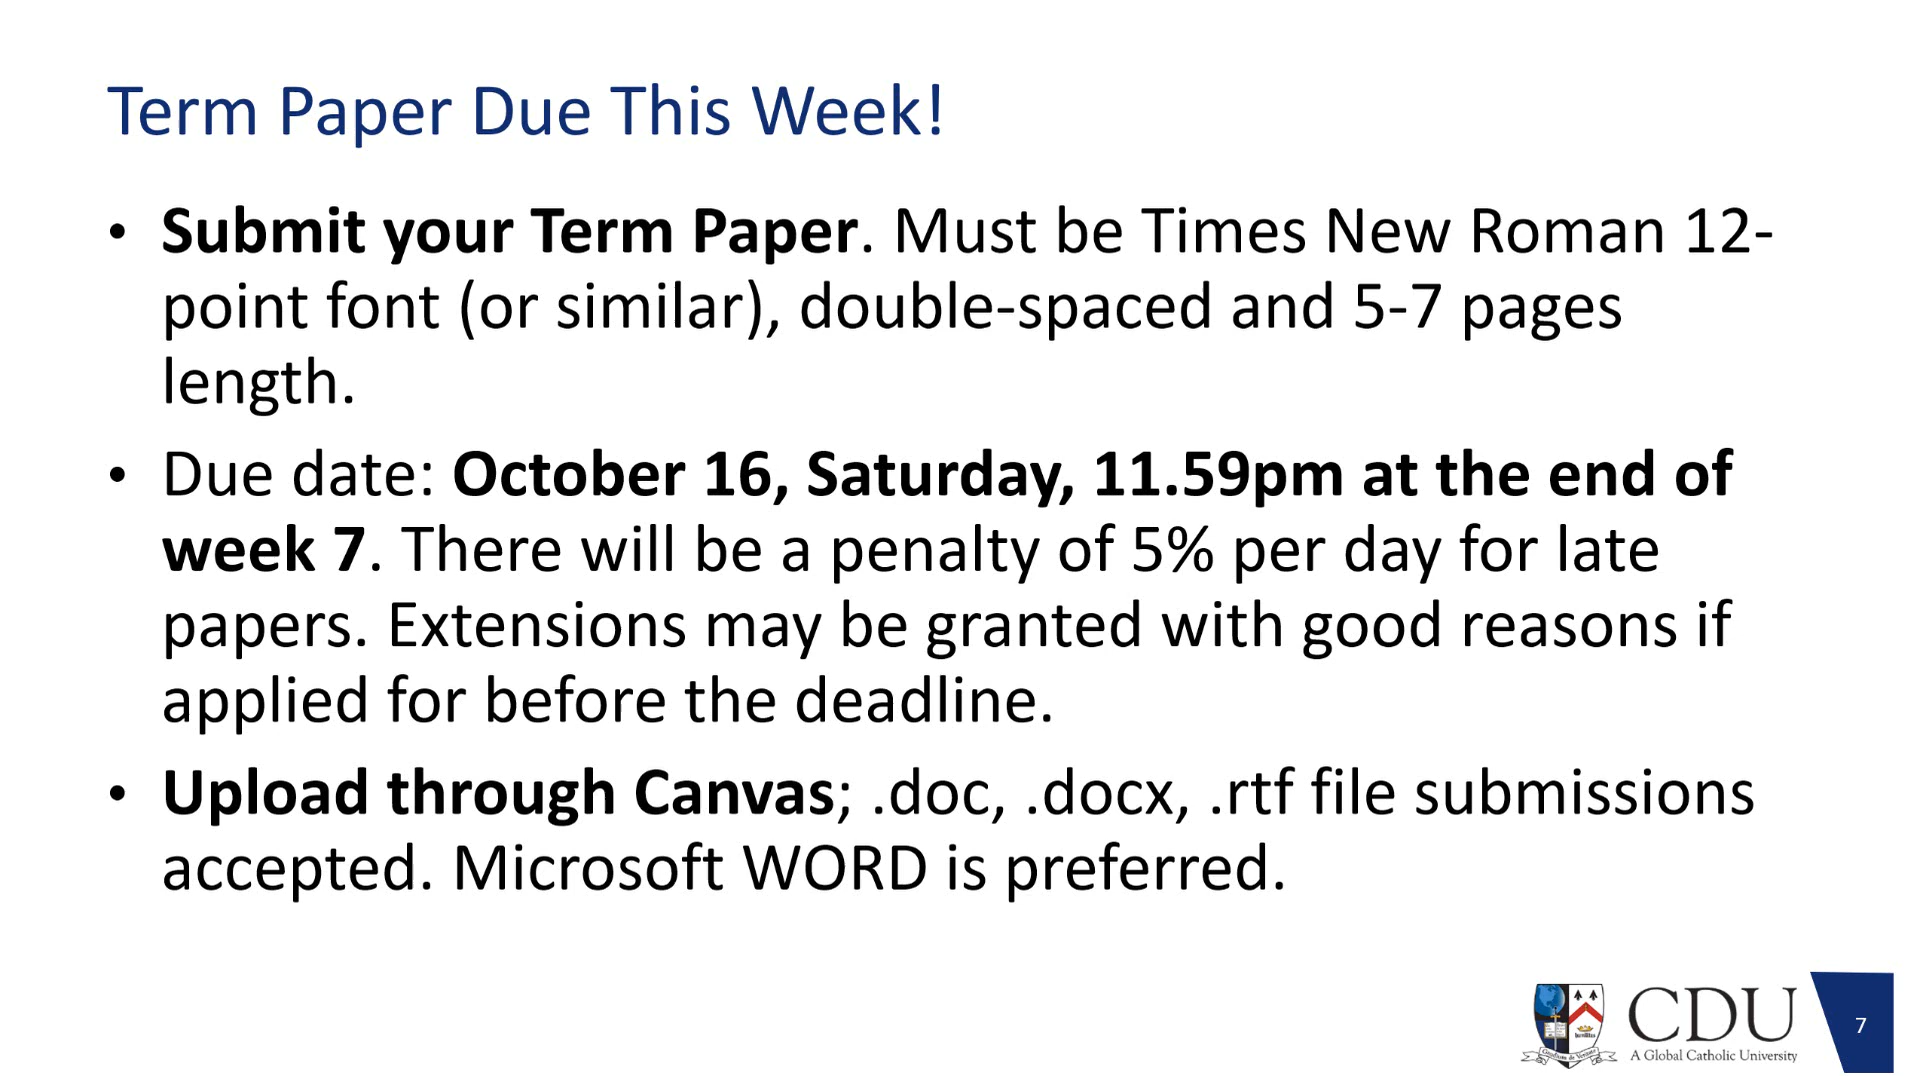 Term Paper Due This Week!
• Submit your Term Paper. Must be Times New Roman 12-
point font (or similar), double-spaced and 5-7 pages
length.
• Due date: October 16, Saturday, 11.59pm at the end of
week 7. There will be a penalty of 5% per day for late
papers. Extensions may be granted with good reasons if
applied for before the deadline.
• Upload through Canvas; .doc, .docx, .rtf file submissions
accepted. Microsoft WORD is preferred.
CDU
A Global Catholic University
7